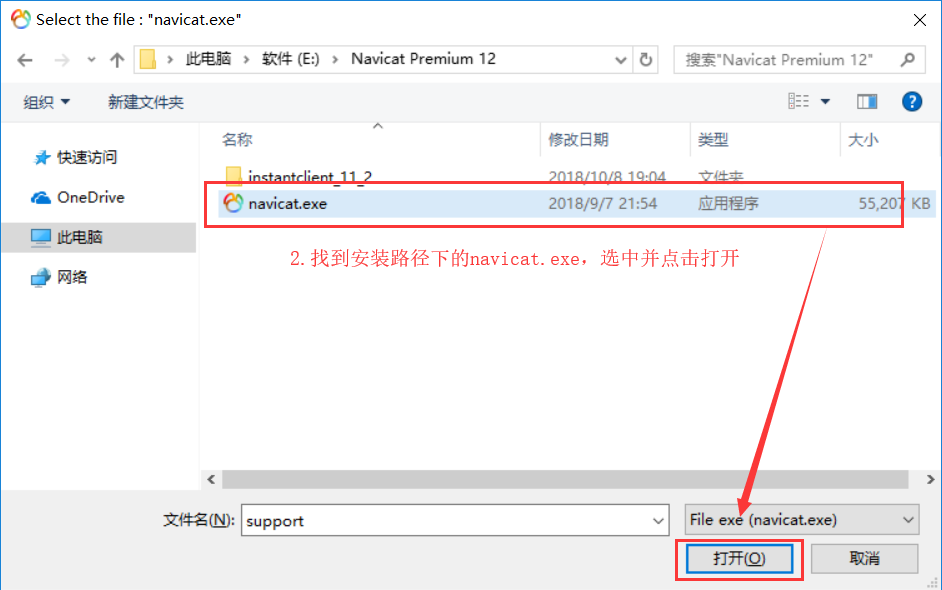 Select the file : "navicat.exe"
此电脑 > 软件 (E:) > Navicat Premium 12
搜索"Navicat Premium 12"
组织
新建文件夹
名称 修改日期 类型 大小
快速访问
OneDrive
此电脑
网络
instantclient_11_2 2018/10/8 19:04 文件夹
navicat.exe 2018/9/7 21:54 应用程序 55,207 KB
2.找到安装路径下的navicat.exe，选中并点击打开
文件名(N): support File exe (navicat.exe)
打开(O) 取消